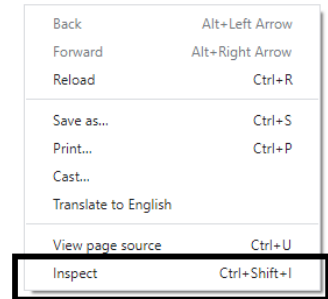 Back Alt+Left Arrow
Forward Alt+Right Arrow
Reload Ctrl+R
Save as... Ctrl+S
Print... Ctrl+P
Cast...
Translate to English
View page source Ctrl+U
Inspect Ctrl+Shift+I